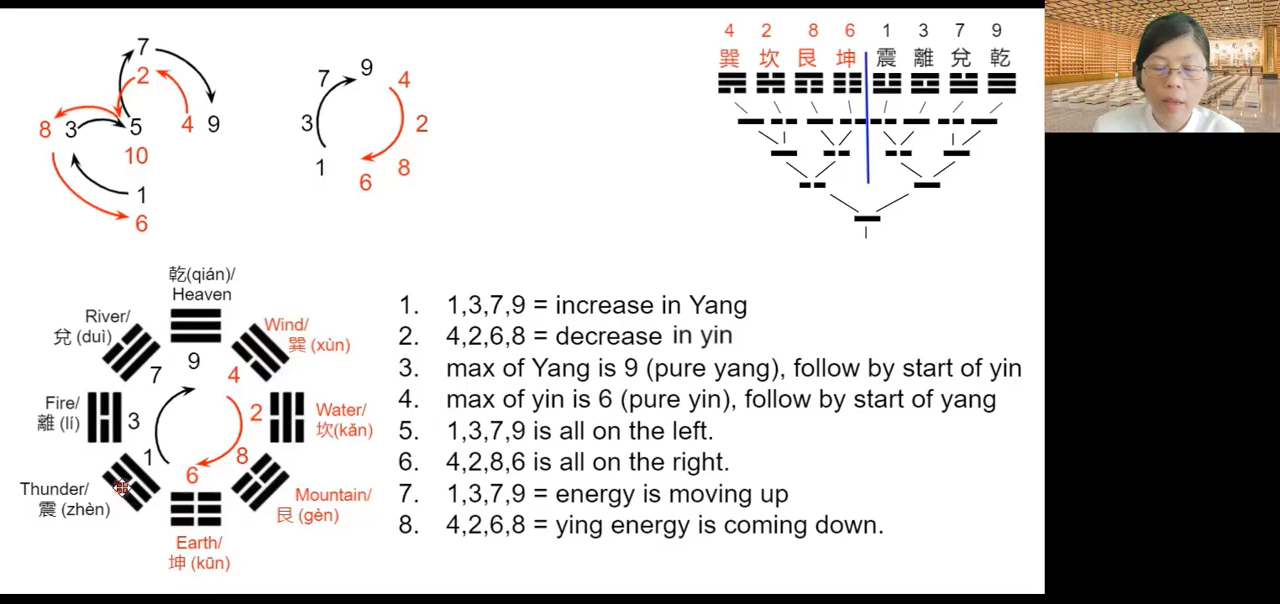 7
2
8 3 5 4 9
10
1
6
7 9 4
3 2
1 6 8
4 2 8 6 1 3 7 9
巽 坎 艮 坤 震 離 兌 乾
乾(qián)/
Heaven
River/
兌 (duì)
Wind/
巽 (xùn)
Fire/
離 (lí)
Water/
坎(kǎn)
Thunder/
震 (zhèn)
Mountain/
艮 (gèn)
Earth/
坤 (kūn)
9
7 4
3 2
1 8
6
1. 1,3,7,9 = increase in Yang
2. 4,2,6,8 = decrease in yin
3. max of Yang is 9 (pure yang), follow by start of yin
4. max of yin is 6 (pure yin), follow by start of yang
5. 1,3,7,9 is all on the left.
6. 4,2,8,6 is all on the right.
7. 1,3,7,9 = energy is moving up
8. 4,2,6,8 = ying energy is coming down.